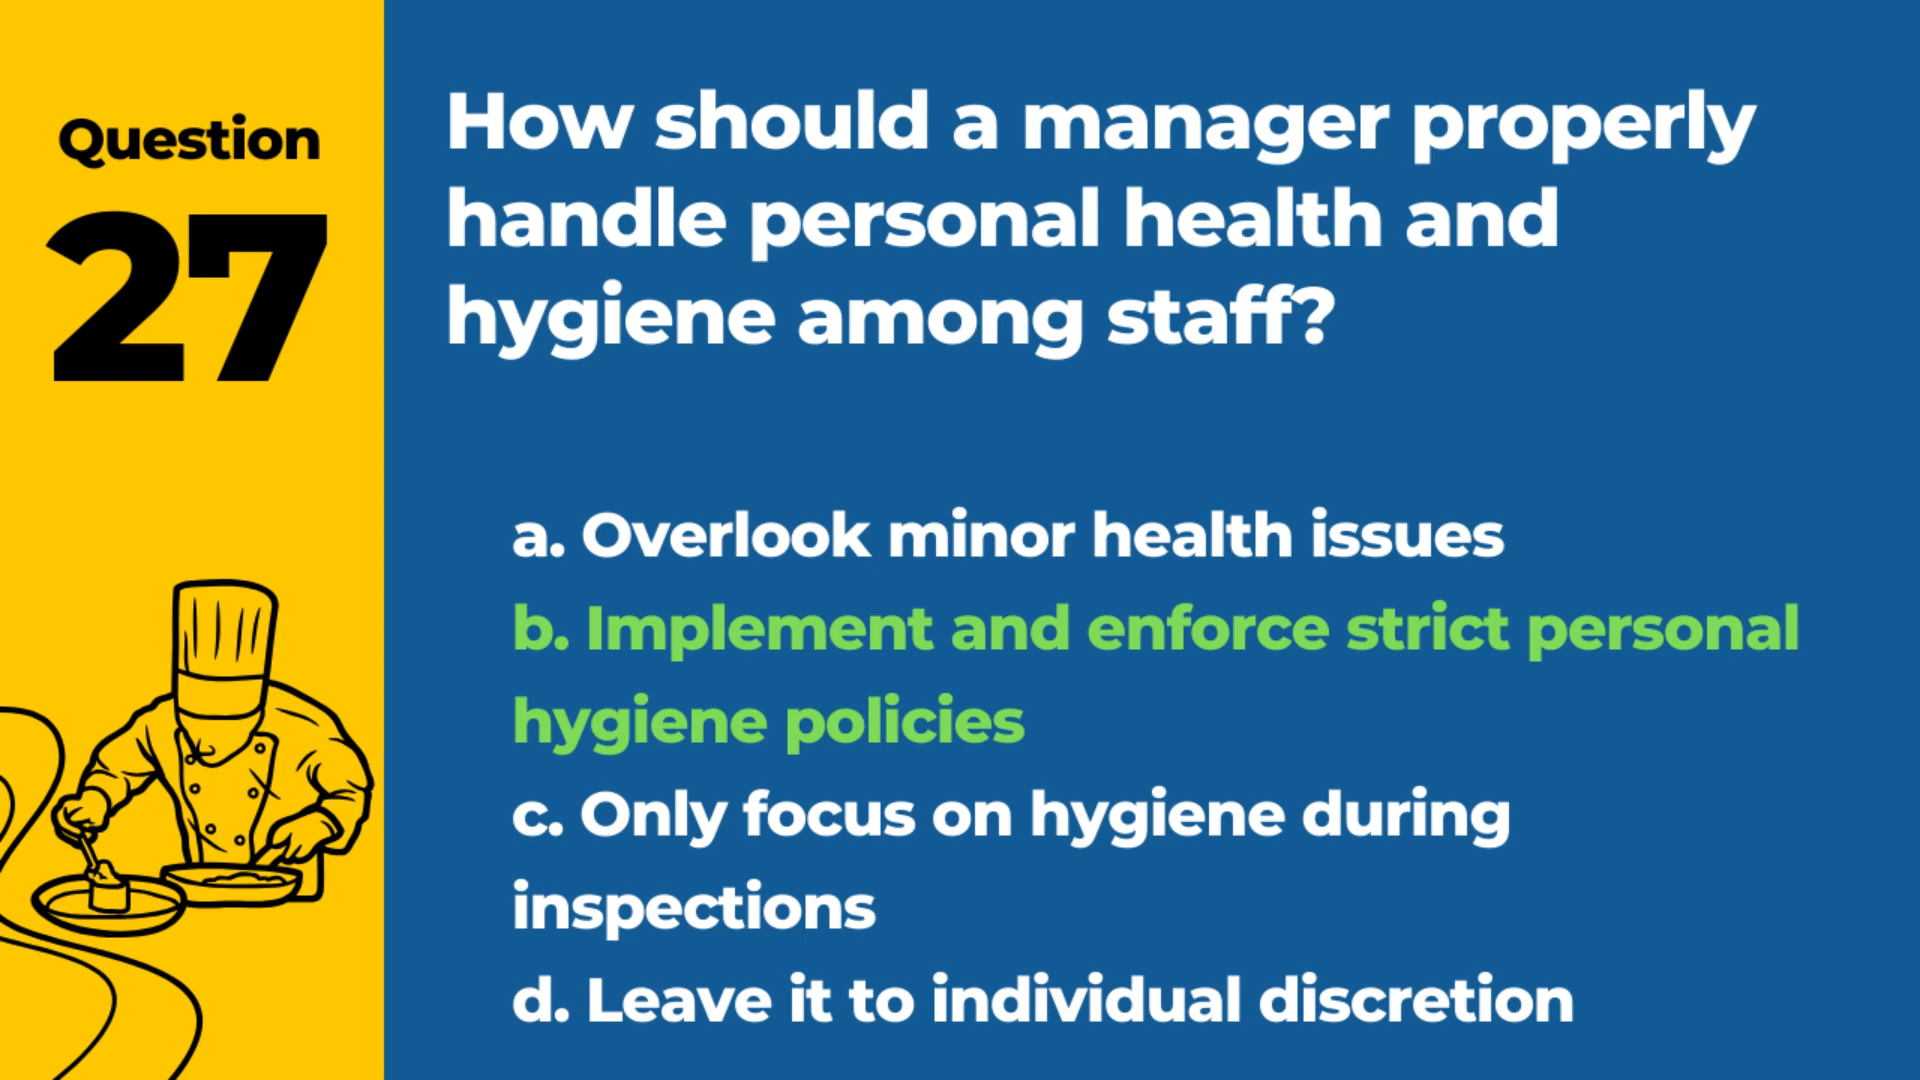 Question
27
How should a manager properly
handle personal health and
hygiene among staff?
a. Overlook minor health issues
b. Implement and enforce strict personal
hygiene policies
c. Only focus on hygiene during
inspections
d. Leave it to individual discretion